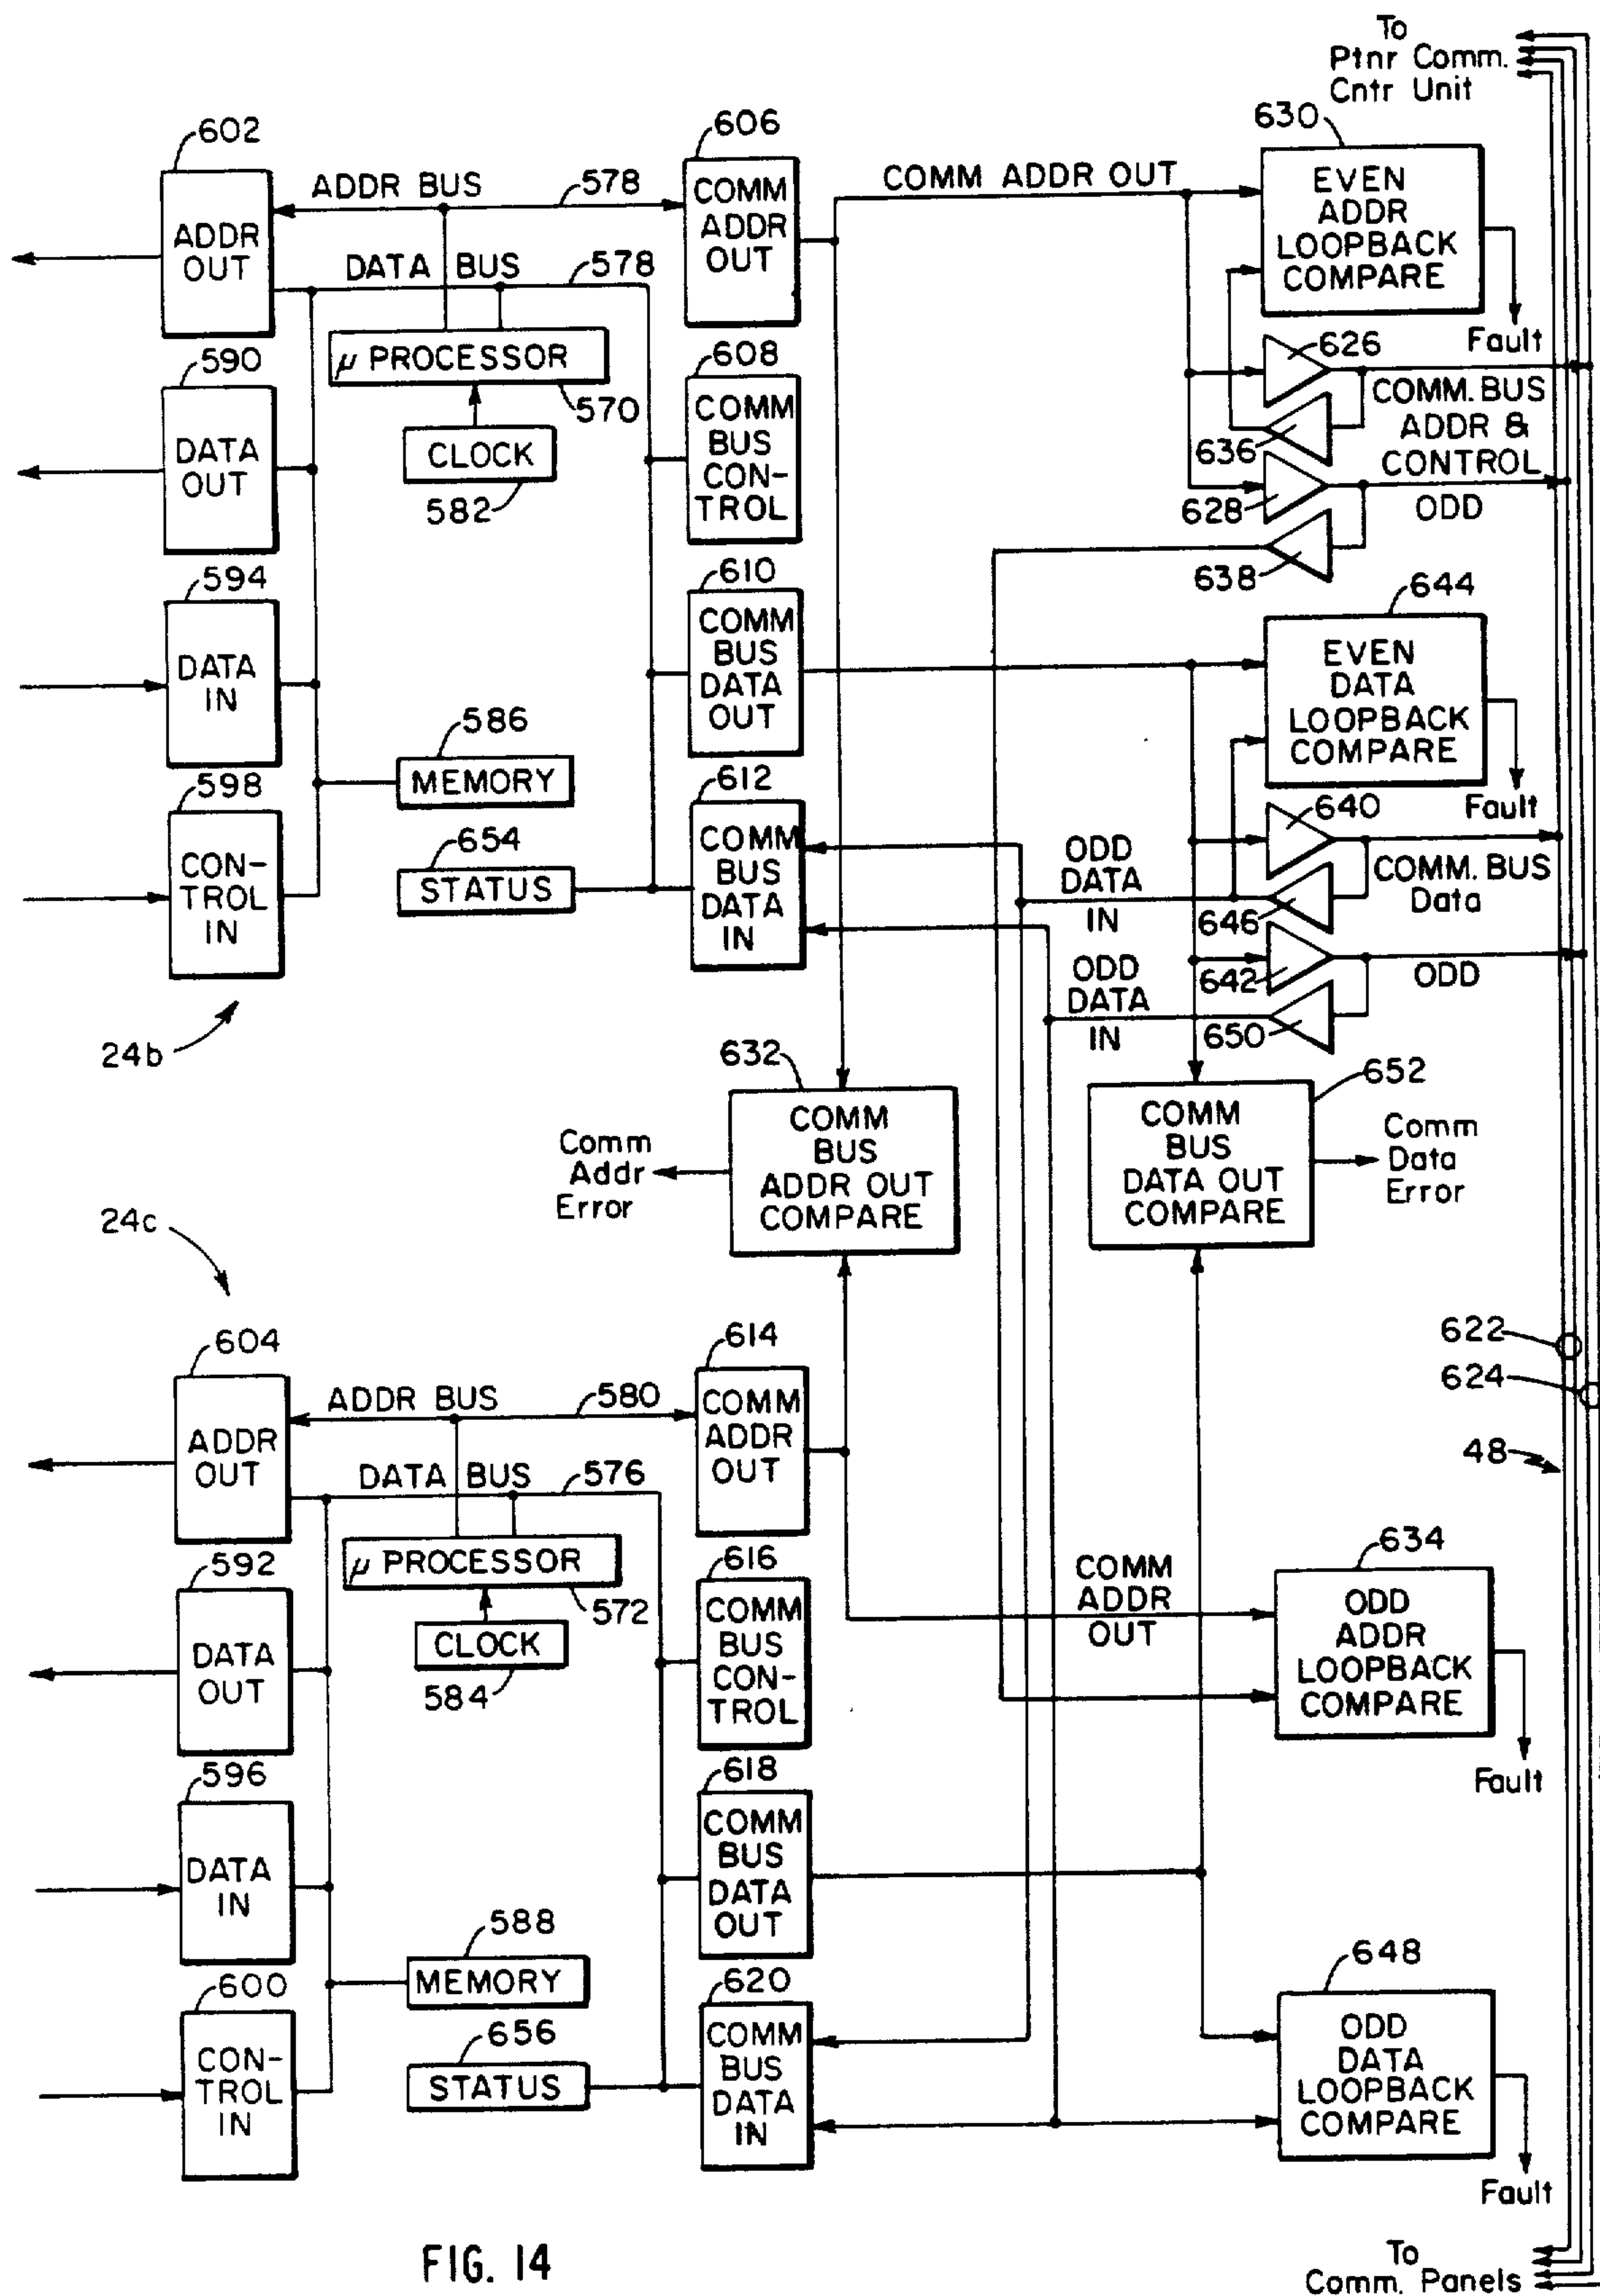 To
Ptnr Comm.
Cntr Unit
602
ADDR
OUT
ADDR BUS
578
606
COMM
ADDR
OUT
COMM ADDR OUT
630
EVEN
ADDR
LOOPBACK
COMPARE
Fault
DATA BUS
578
µ PROCESSOR
570
CLOCK
582
590
DATA
OUT
608
COMM
BUS
CON-
TROL
626
COMM. BUS
ADDR &
CONTROL
636
628
ODD
638
594
DATA
IN
610
COMM
BUS
DATA
OUT
644
EVEN
DATA
LOOPBACK
COMPARE
Fault
586
MEMORY
598
CON-
TROL
IN
654
STATUS
612
COMM
BUS
DATA
IN
ODD
DATA
IN
640
COMM. BUS
Data
646
ODD
DATA
IN
642
ODD
650
24b
632
COMM
BUS
ADDR OUT
COMPARE
Comm
Addr
Error
652
COMM
BUS
DATA OUT
COMPARE
Comm
Data
Error
24c
622
624
48
604
ADDR
OUT
ADDR BUS
580
614
COMM
ADDR
OUT
DATA BUS
576
µ PROCESSOR
572
CLOCK
584
592
DATA
OUT
616
COMM
BUS
CON-
TROL
COMM
ADDR
OUT
634
ODD
ADDR
LOOPBACK
COMPARE
Fault
596
DATA
IN
618
COMM
BUS
DATA
OUT
588
MEMORY
600
CON-
TROL
IN
656
STATUS
620
COMM
BUS
DATA
IN
648
ODD
DATA
LOOPBACK
COMPARE
Fault
To
Comm. Panels
FIG. 14